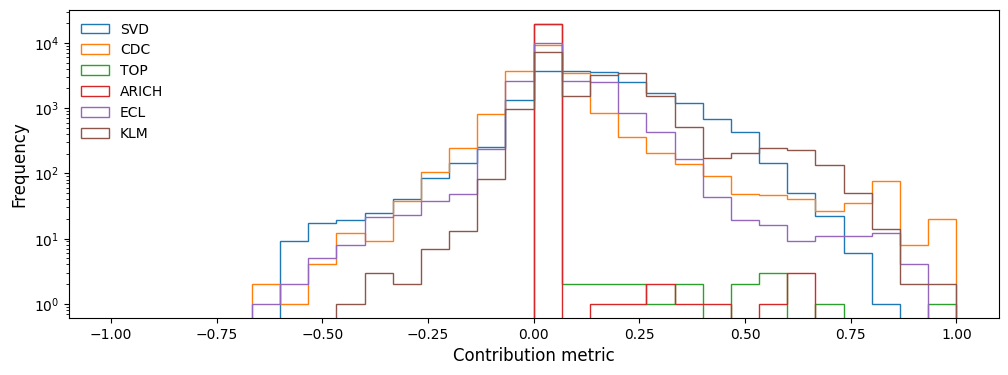 SVD
CDC
TOP
ARICH
ECL
KLM
Frequency
10⁴
10³
10²
10¹
10⁰
−1.00 −0.75 −0.50 −0.25 0.00 0.25 0.50 0.75 1.00
Contribution metric